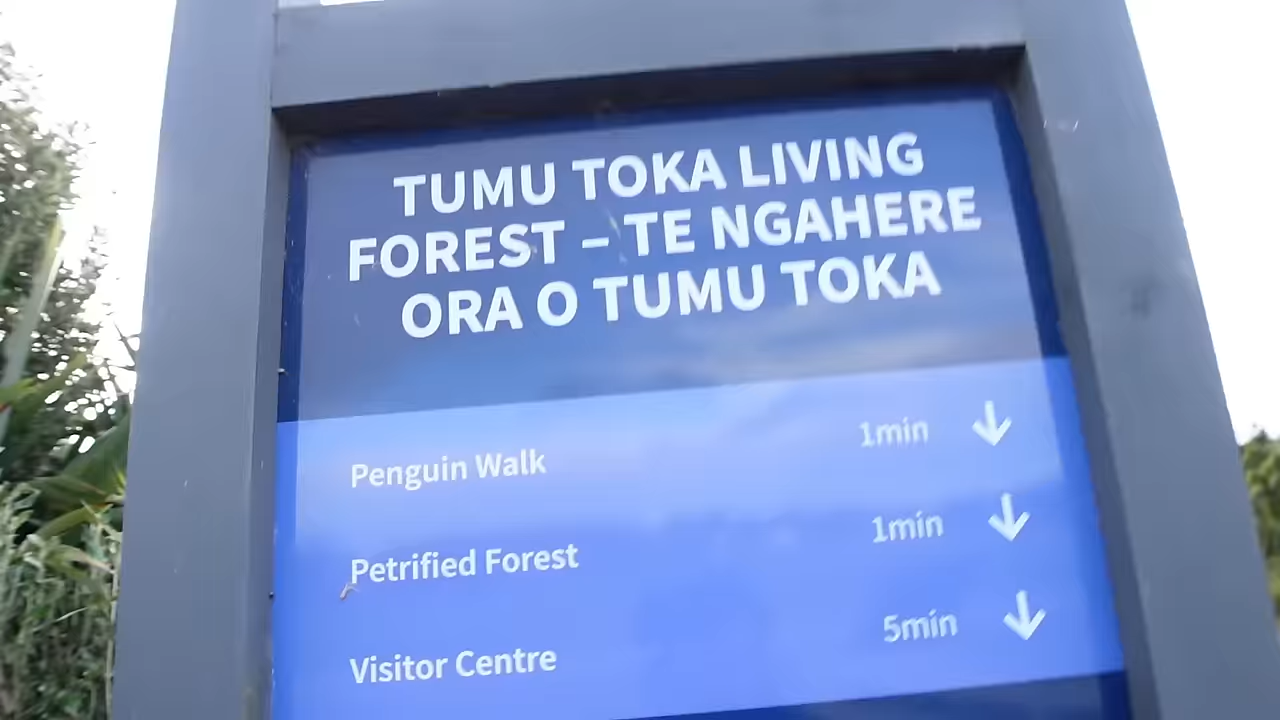 TUMU TOKA LIVING
FOREST – TE NGAHERE
ORA O TUMU TOKA
Penguin Walk 1min ↓
Petrified Forest 1min ↓
Visitor Centre 5min ↓